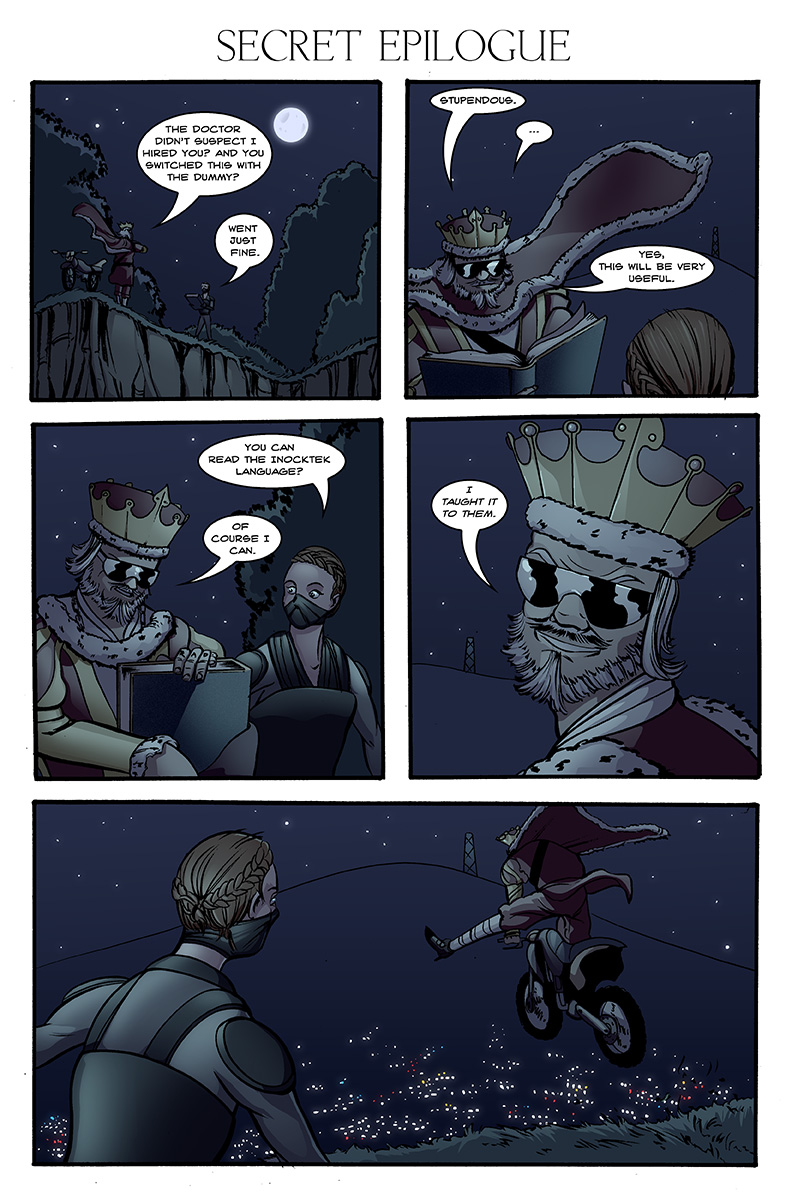 SECRET EPILOGUE
THE DOCTOR
DIDN'T SUSPECT I
HIRED YOU? AND YOU
SWITCHED THIS WITH
THE DUMMY?
WENT
JUST
FINE.
STUPENDOUS.
...
YES,
THIS WILL BE VERY
USEFUL.
YOU CAN
READ THE INOCKTEK
LANGUAGE?
OF
COURSE I
CAN.
I
TAUGHT IT
TO THEM.